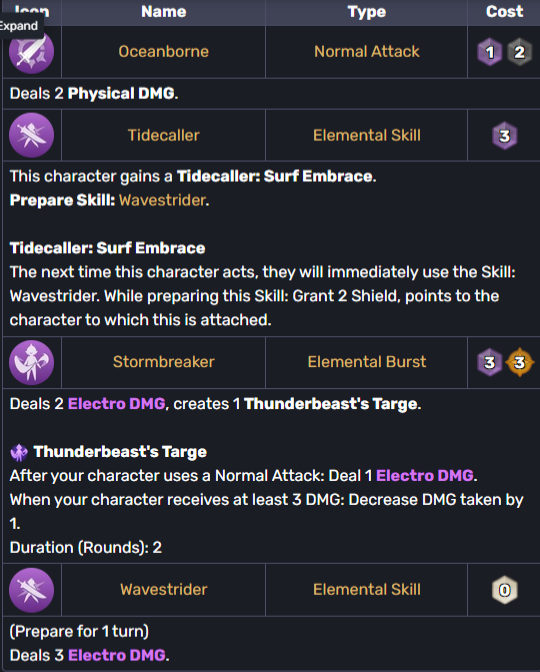 Icon Name Type Cost
Expand
Oceanborne Normal Attack 1 2
Deals 2 Physical DMG.
Tidecaller Elemental Skill 3
This character gains a Tidecaller: Surf Embrace.
Prepare Skill: Wavestrider.
Tidecaller: Surf Embrace
The next time this character acts, they will immediately use the Skill:
Wavestrider. While preparing this Skill: Grant 2 Shield, points to the
character to which this is attached.
Stormbreaker Elemental Burst 3 3
Deals 2 Electro DMG, creates 1 Thunderbeast's Targe.
Thunderbeast's Targe
After your character uses a Normal Attack: Deal 1 Electro DMG.
When your character receives at least 3 DMG: Decrease DMG taken by
1.
Duration (Rounds): 2
Wavestrider Elemental Skill 0
(Prepare for 1 turn)
Deals 3 Electro DMG.